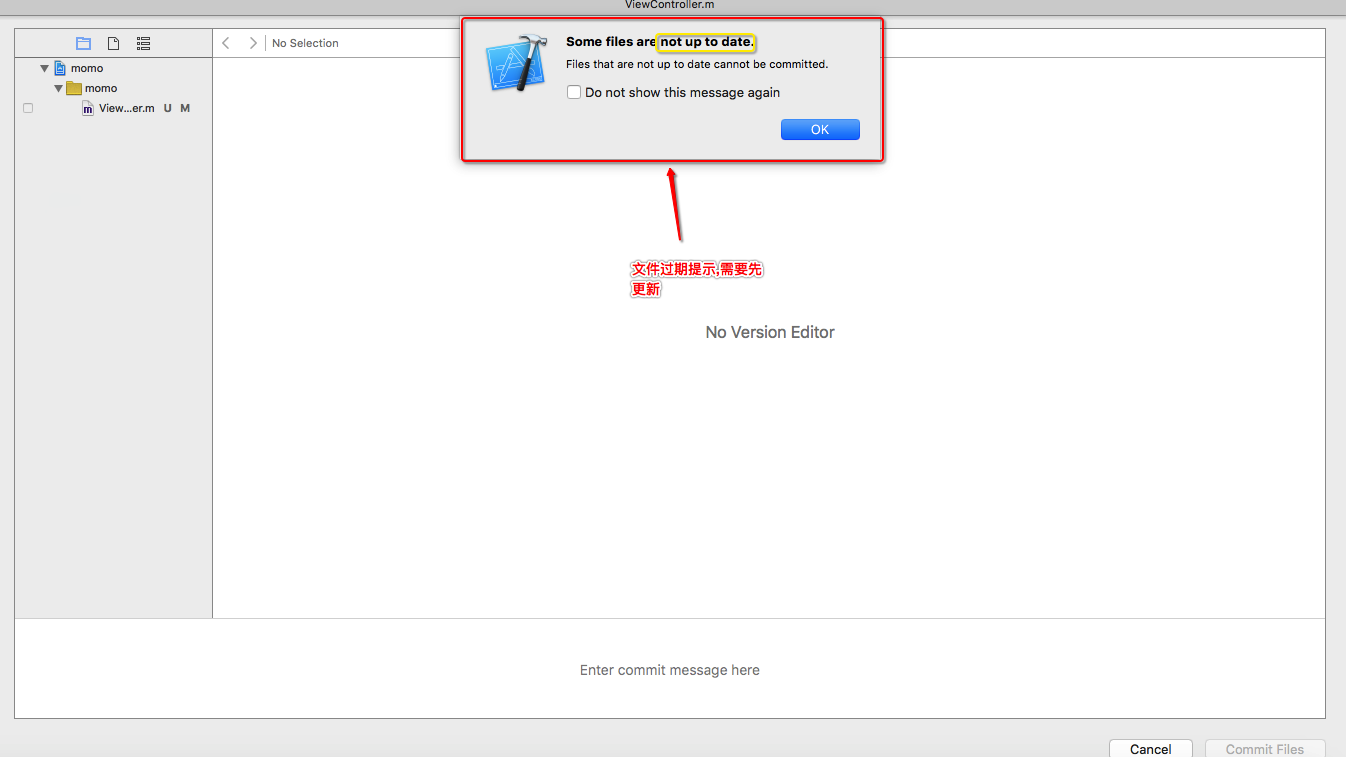 ViewController.m
No Selection
momo
momo
View...er.m U M
Some files are not up to date.
Files that are not up to date cannot be committed.
Do not show this message again
OK
文件过期提示,需要先
更新
No Version Editor
Enter commit message here
Cancel
Commit Files